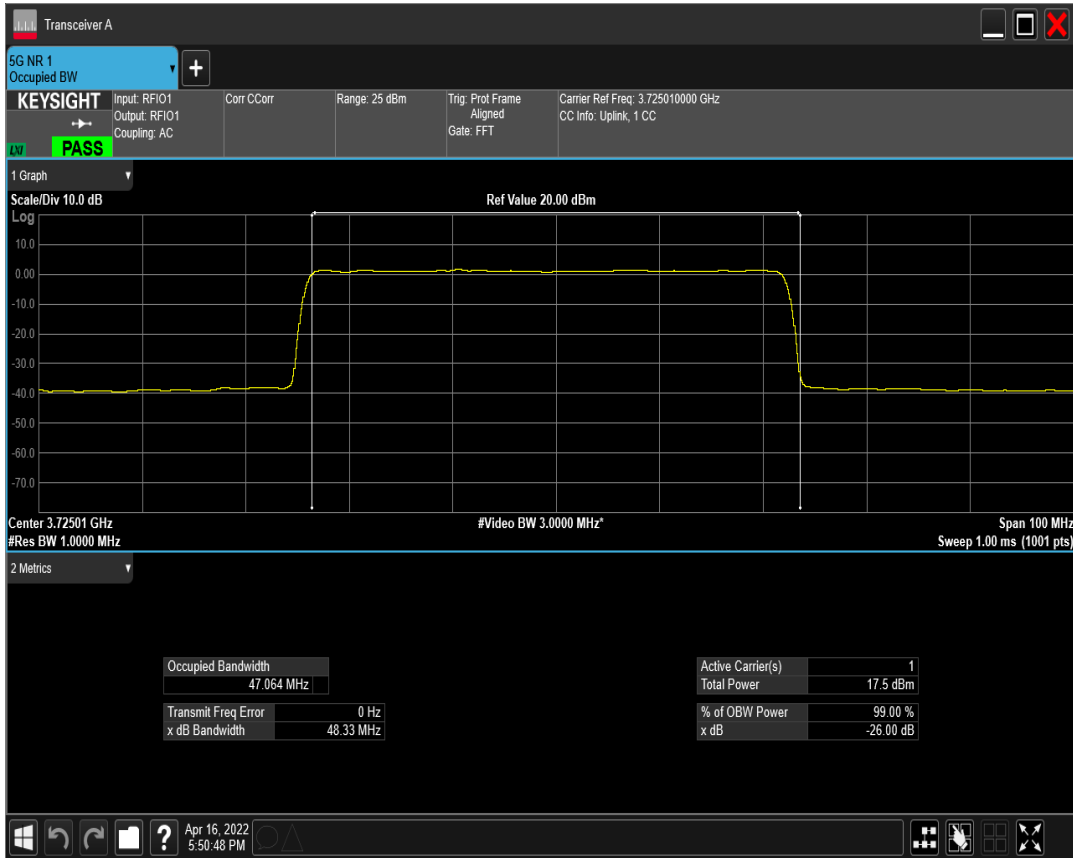 Transceiver A
5G NR 1
Occupied BW
KEYSIGHT
LXI
PASS
Input: RFIO1
Output: RFIO1
Coupling: AC
Corr CCorr
Range: 25 dBm
Trig: Prot Frame
Aligned
Gate: FFT
Carrier Ref Freq: 3.725010000 GHz
CC Info: Uplink, 1 CC
1 Graph
Scale/Div 10.0 dB
Ref Value 20.00 dBm
Log
10.0
0.00
-10.0
-20.0
-30.0
-40.0
-50.0
-60.0
-70.0
Center 3.72501 GHz
#Video BW 3.0000 MHz*
Span 100 MHz
#Res BW 1.0000 MHz
Sweep 1.00 ms (1001 pts)
2 Metrics
Occupied Bandwidth
47.064 MHz
Transmit Freq Error 0 Hz
x dB Bandwidth 48.33 MHz
Active Carrier(s) 1
Total Power 17.5 dBm
% of OBW Power 99.00 %
x dB -26.00 dB
?
Apr 16, 2022
5:50:48 PM